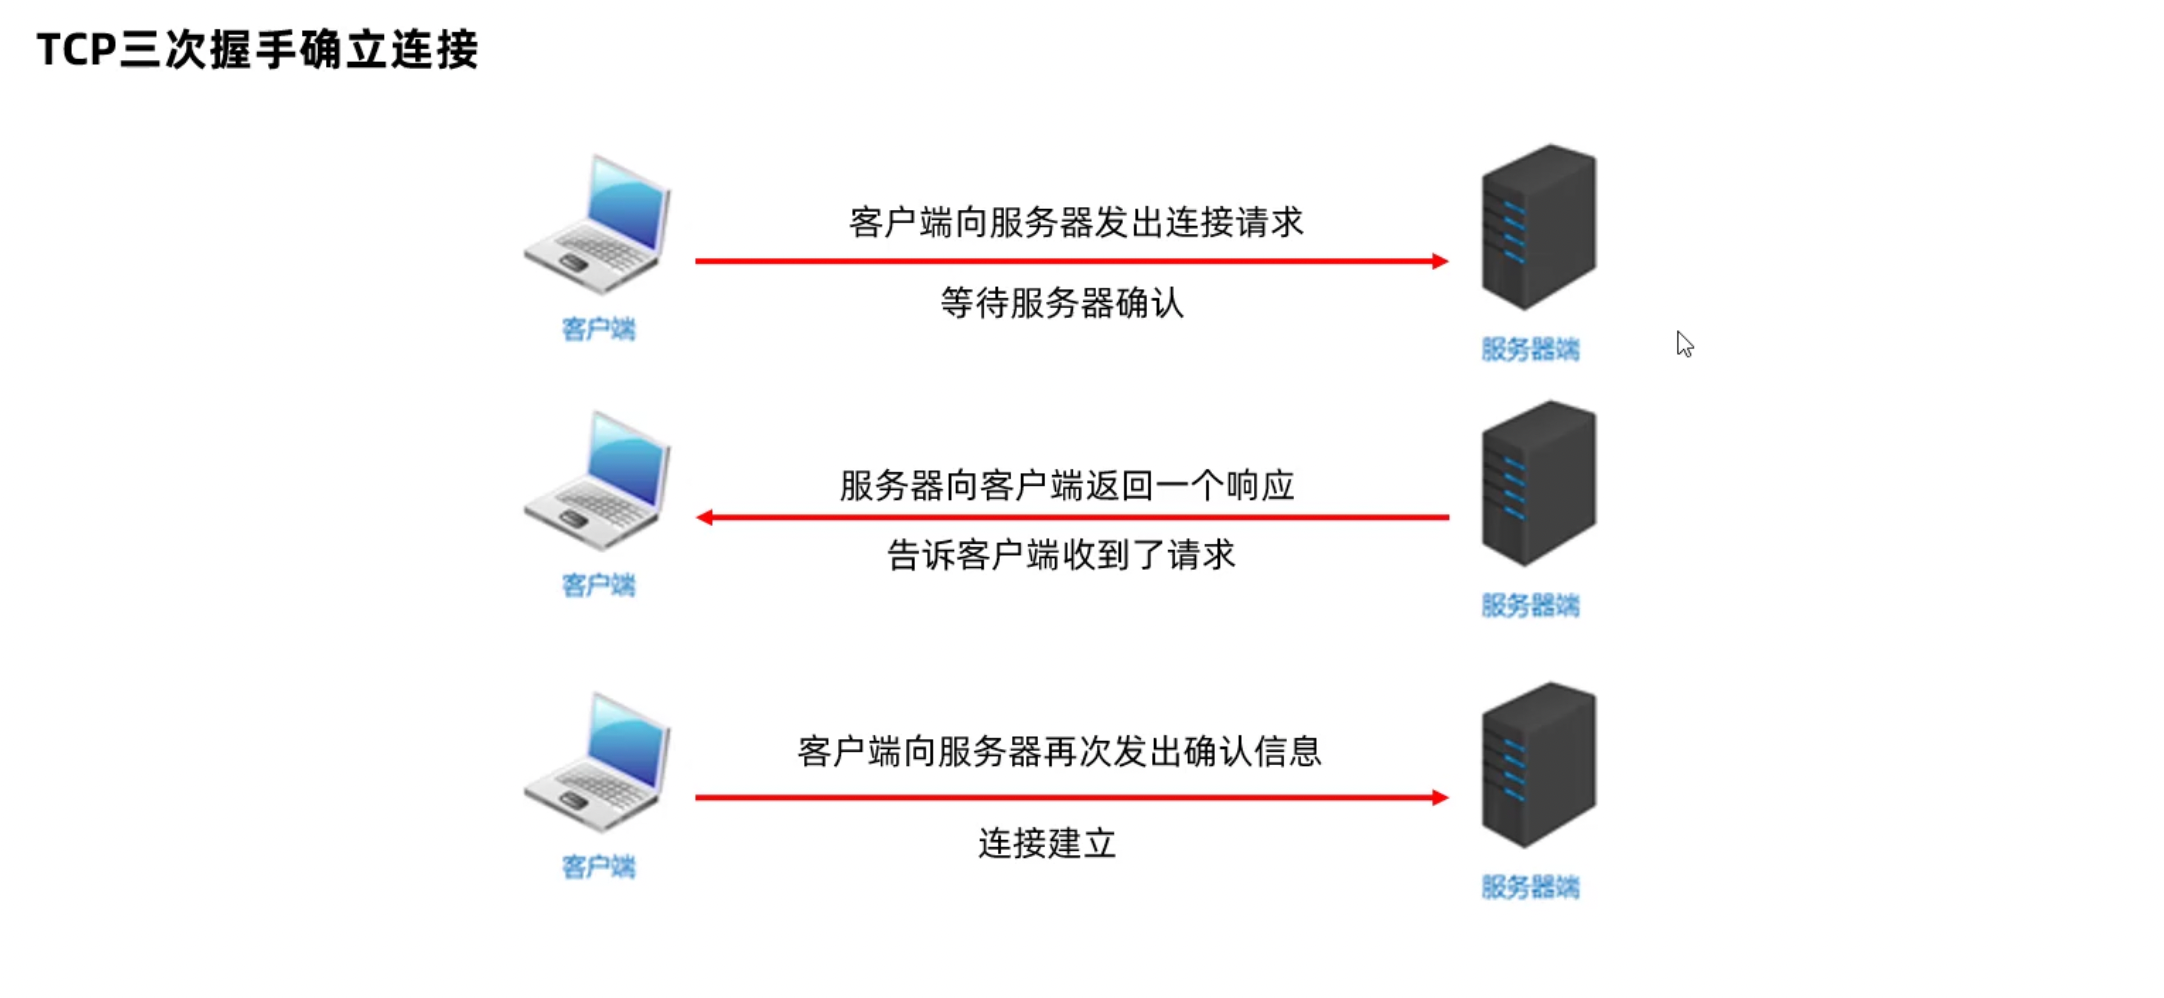 TCP三次握手确立连接
客户端向服务器发出连接请求
等待服务器确认
客户端
服务器端
服务器向客户端返回一个响应
告诉客户端收到了请求
客户端
服务器端
客户端向服务器再次发出确认信息
连接建立
客户端
服务器端